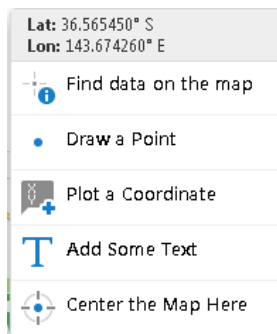 Lat: 36.565450° S
Lon: 143.674260° E
Find data on the map
Draw a Point
Plot a Coordinate
Add Some Text
Center the Map Here